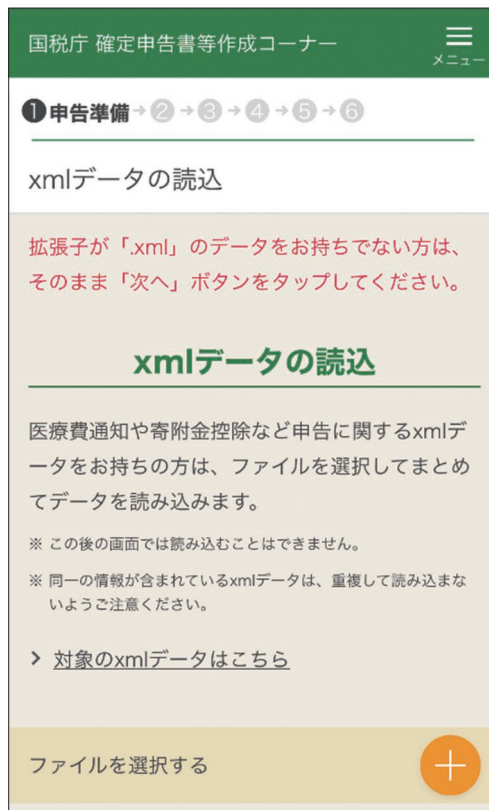 国税庁 確定申告書等作成コーナー
メニュー
❶申告準備→②→③→④→⑤→⑥
xmlデータの読込
拡張子が「.xml」のデータをお持ちでない方は、
そのまま「次へ」ボタンをタップしてください。
xmlデータの読込
医療費通知や寄附金控除など申告に関するxmlデ
ータをお持ちの方は、ファイルを選択してまとめ
てデータを読み込みます。
※ この後の画面では読み込むことはできません。
※ 同一の情報が含まれているxmlデータは、重複して読み込まな
いようご注意ください。
> 対象のxmlデータはこちら
ファイルを選択する